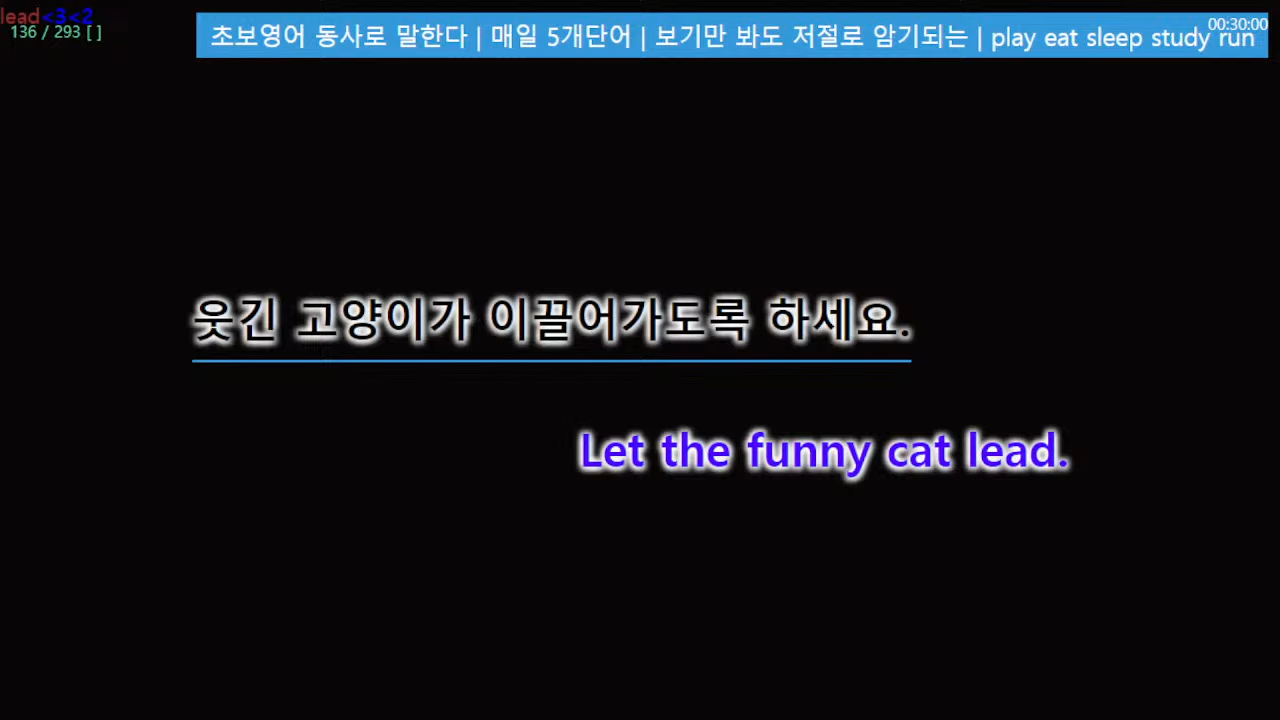 lead<3<2
136 / 293 [ ]
초보영어 동사로 말한다 | 매일 5개단어 | 보기만 봐도 저절로 암기되는 | play eat sleep study run
00:30:00
웃긴 고양이가 이끌어가도록 하세요.
Let the funny cat lead.